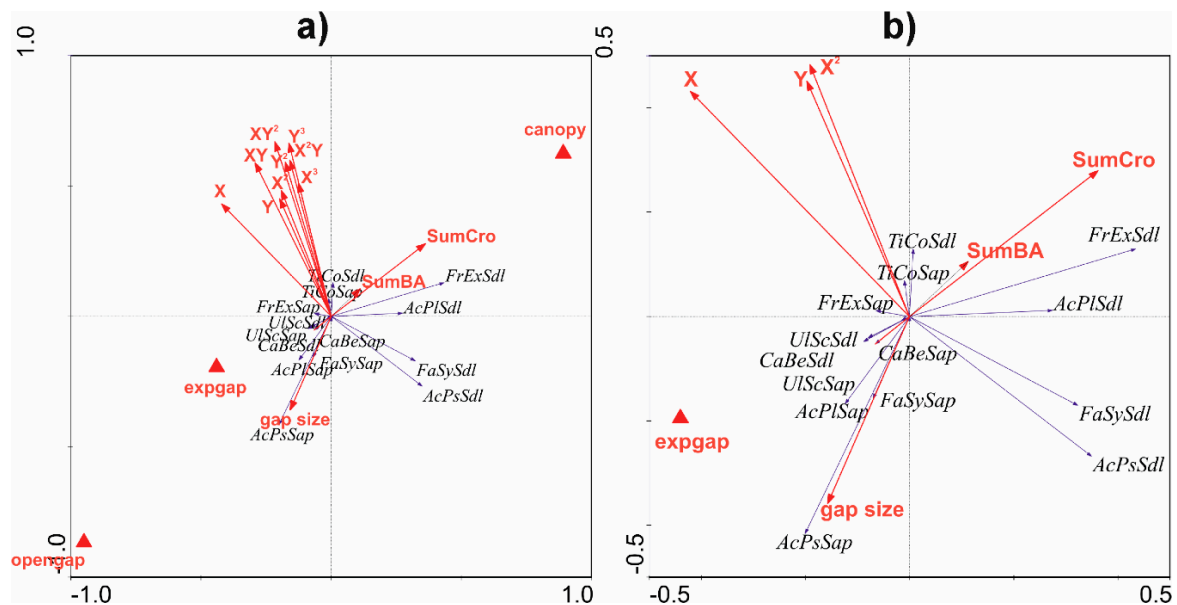 a)
b)
1.0
canopy
XY²
Y³
XY
Y²
X²Y
X²
X³
X
Y
SumCro
TiCoSdl
SumBA
FrExSdl
TiCoSap
FrExSap
AcPlSdl
UlScSdl
UlScSap
CaBeSdl
CaBeSap
AcPlSap
FaSySap
FaSySdl
expgap
AcPsSdl
gap size
AcPsSap
opengap
-1.0
-1.0
1.0
0.5
X
Y
X²
SumCro
TiCoSdl
SumBA
FrExSdl
TiCoSap
FrExSap
AcPlSdl
UlScSdl
CaBeSdl
CaBeSap
UlScSap
AcPlSap
FaSySap
FaSySdl
expgap
AcPsSdl
gap size
AcPsSap
-0.5
-0.5
0.5